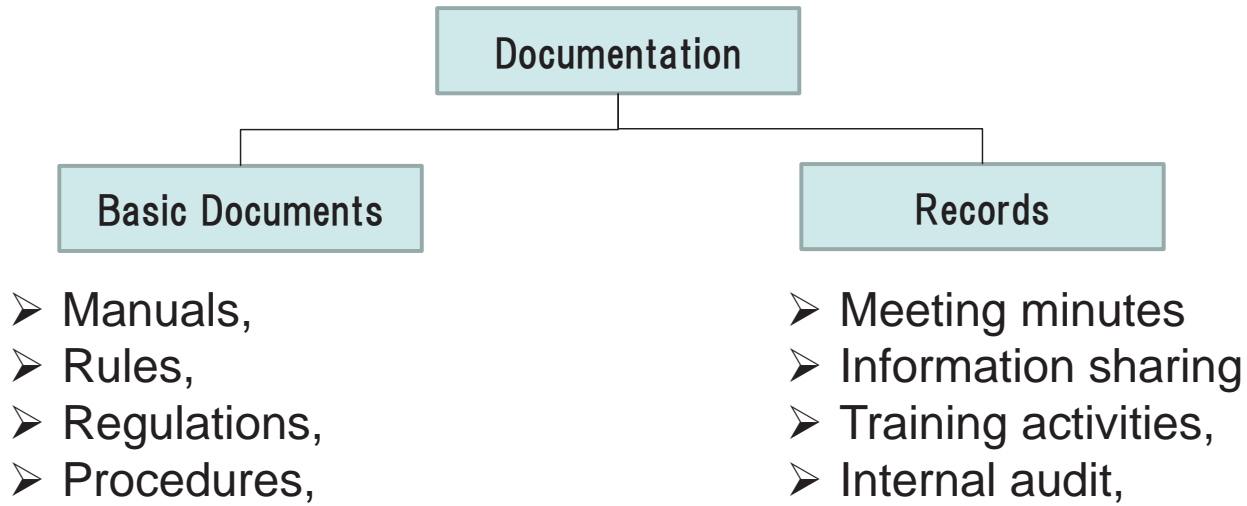 Documentation
Basic Documents
➢ Manuals,
➢ Rules,
➢ Regulations,
➢ Procedures,
Records
➢ Meeting minutes
➢ Information sharing
➢ Training activities,
➢ Internal audit,